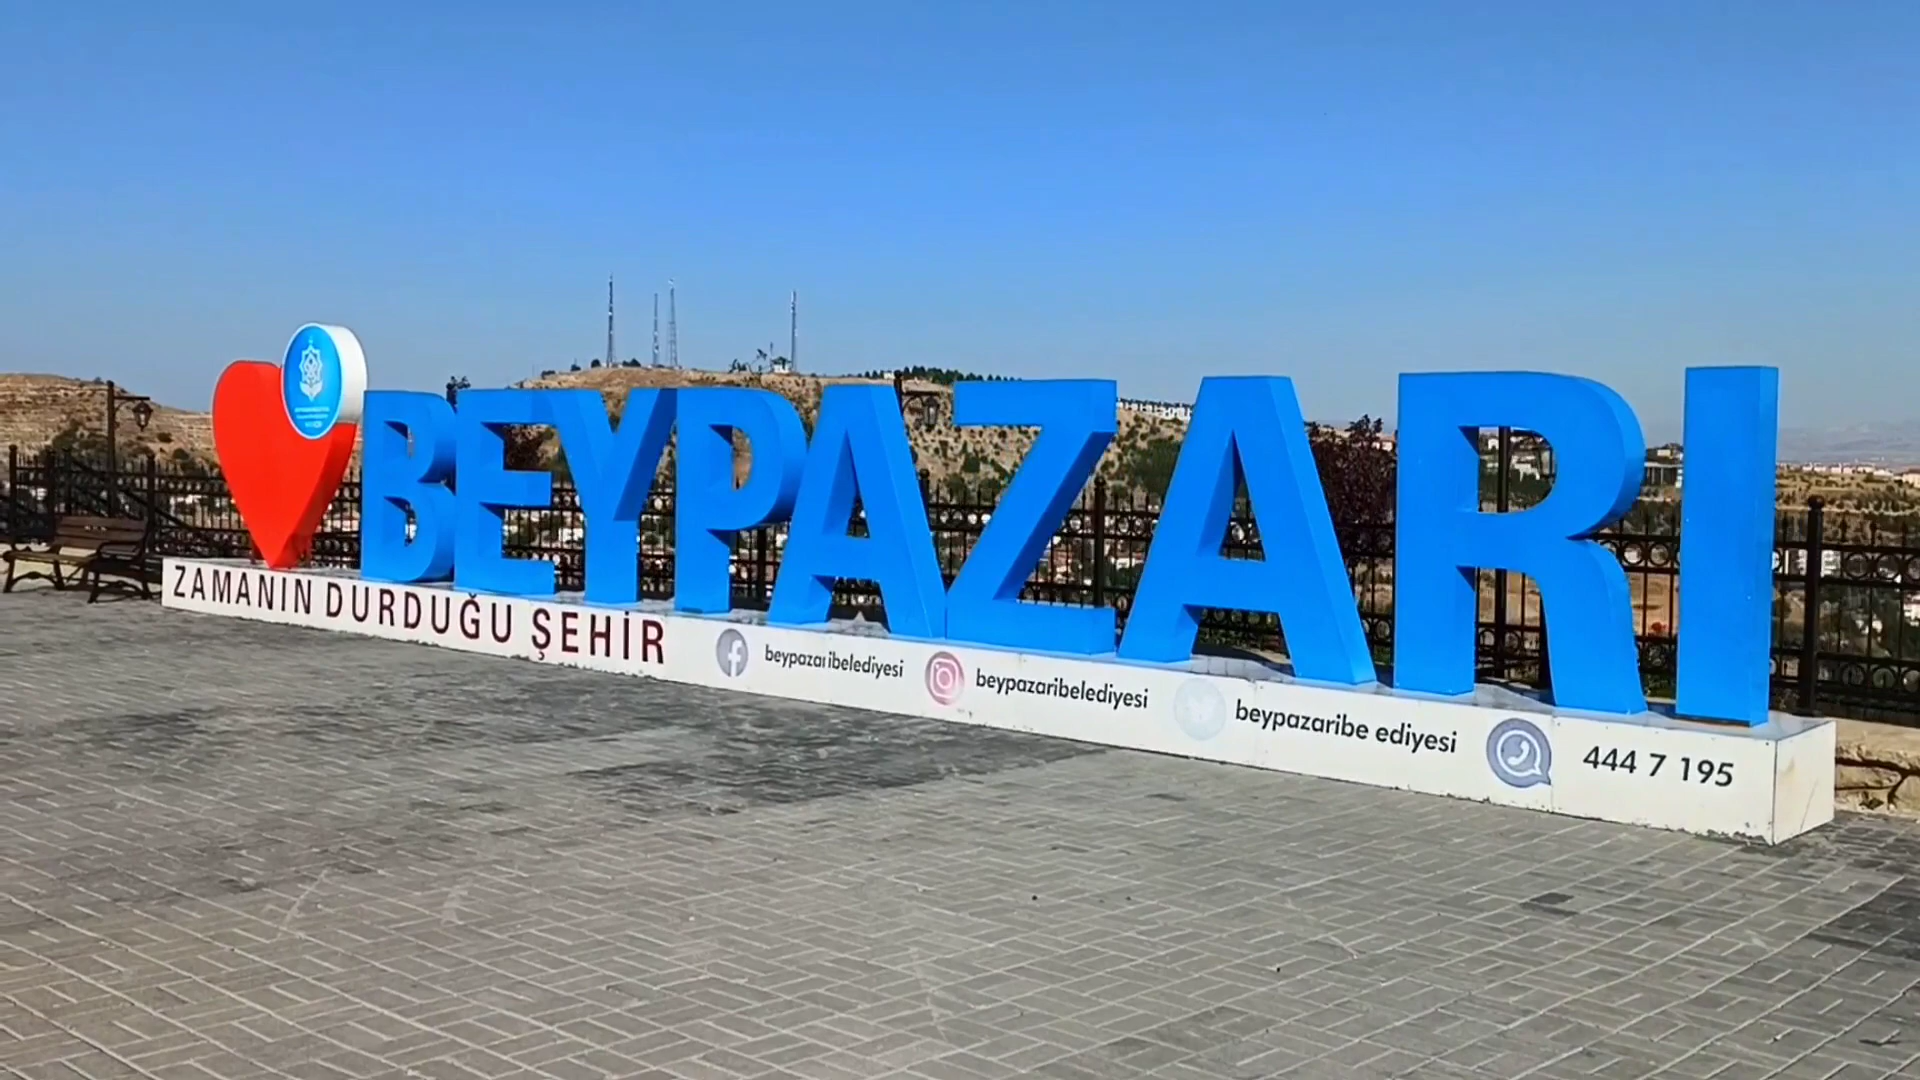 BEYPAZARI
ZAMANIN DURDUĞU ŞEHİR
beypazaribelediyesi
beypazaribelediyesi
beypazaribe ediyesi
444 7 195